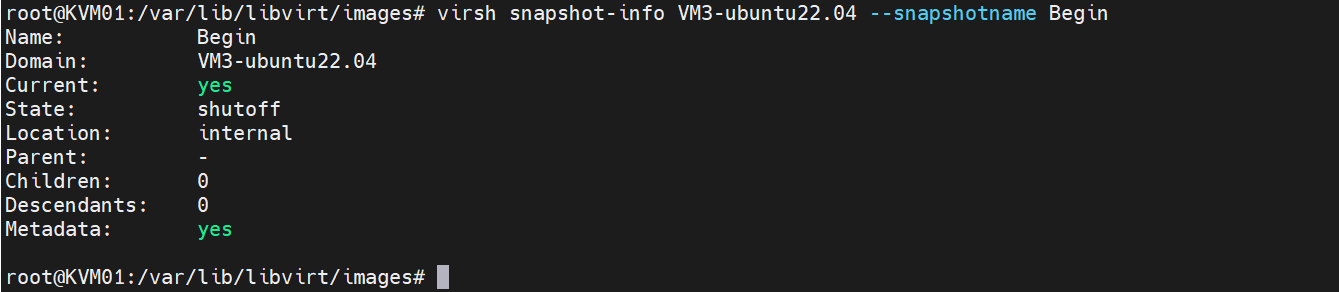 root@KVM01:/var/lib/libvirt/images# virsh snapshot-info VM3-ubuntu22.04 --snapshotname Begin
Name:           Begin
Domain:         VM3-ubuntu22.04
Current:        yes
State:          shutoff
Location:       internal
Parent:         -
Children:       0
Descendants:    0
Metadata:       yes
root@KVM01:/var/lib/libvirt/images#